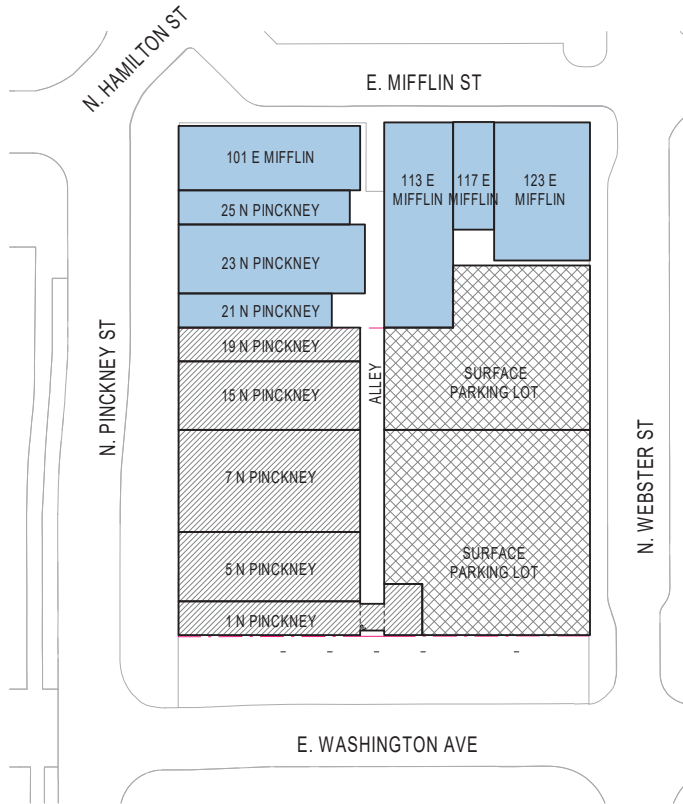 N. HAMILTON ST
E. MIFFLIN ST
101 E MIFFLIN
113 E
MIFFLIN
117 E
MIFFLIN
123 E
MIFFLIN
25 N PINCKNEY
23 N PINCKNEY
21 N PINCKNEY
19 N PINCKNEY
N. PINCKNEY ST
15 N PINCKNEY
ALLEY
SURFACE
PARKING LOT
7 N PINCKNEY
N. WEBSTER ST
5 N PINCKNEY
SURFACE
PARKING LOT
1 N PINCKNEY
E. WASHINGTON AVE